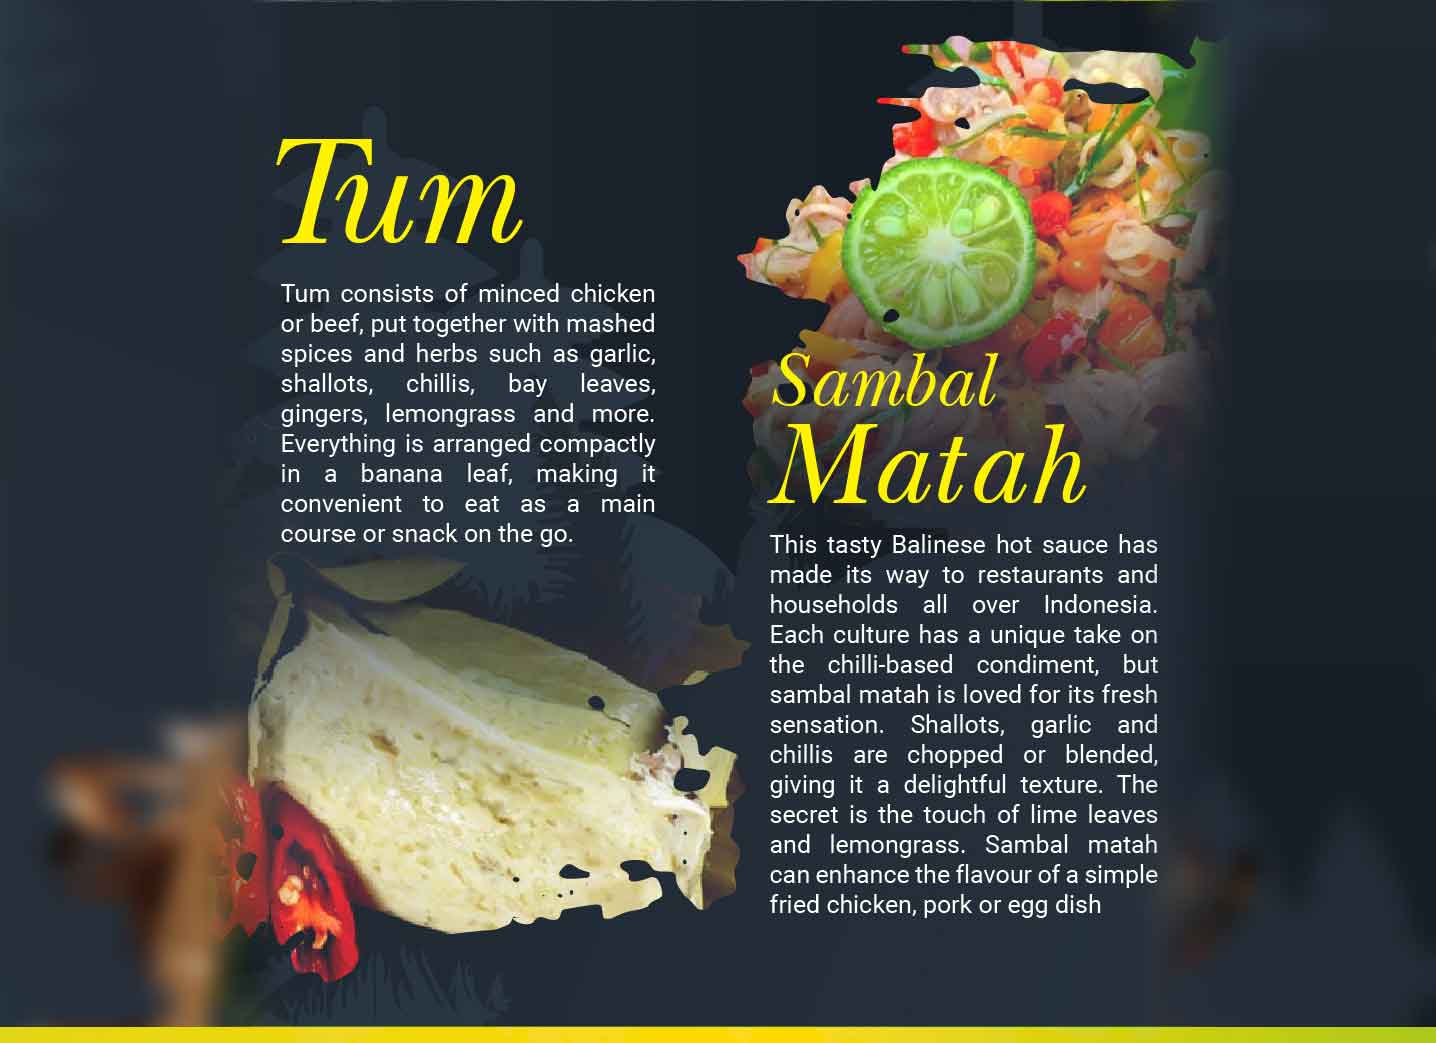 Tum
Tum consists of minced chicken
or beef, put together with mashed
spices and herbs such as garlic,
shallots, chillis, bay leaves,
gingers, lemongrass and more.
Everything is arranged compactly
in a banana leaf, making it
convenient to eat as a main
course or snack on the go.
Sambal
Matah
This tasty Balinese hot sauce has
made its way to restaurants and
households all over Indonesia.
Each culture has a unique take on
the chilli-based condiment, but
sambal matah is loved for its fresh
sensation. Shallots, garlic and
chillis are chopped or blended,
giving it a delightful texture. The
secret is the touch of lime leaves
and lemongrass. Sambal matah
can enhance the flavour of a simple
fried chicken, pork or egg dish